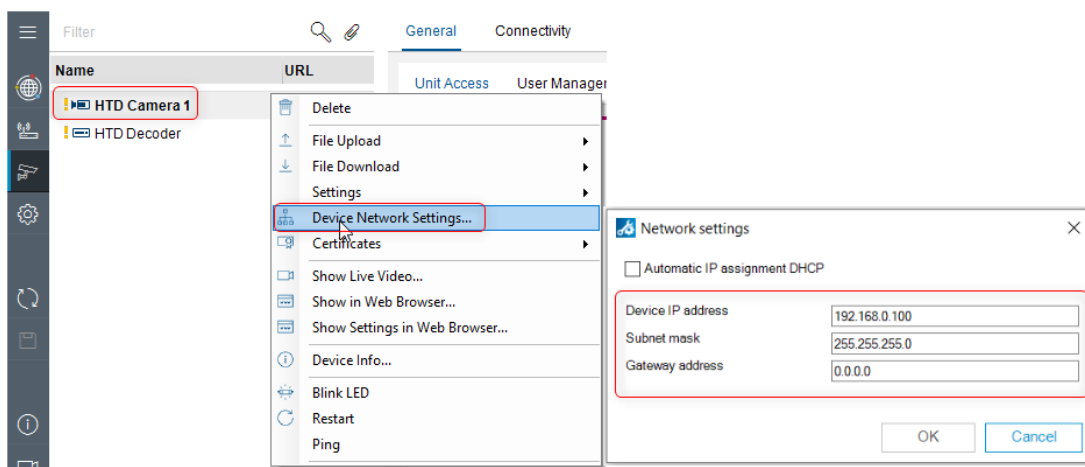 Filter
General Connectivity
Name URL
Unit Access User Manager
HTD Camera 1
HTD Decoder
Delete
File Upload
File Download
Settings
Device Network Settings...
Certificates
Show Live Video...
Show in Web Browser...
Show Settings in Web Browser...
Device Info...
Blink LED
Restart
Ping
Network settings
Automatic IP assignment DHCP
Device IP address 192.168.0.100
Subnet mask 255.255.255.0
Gateway address 0.0.0.0
OK Cancel